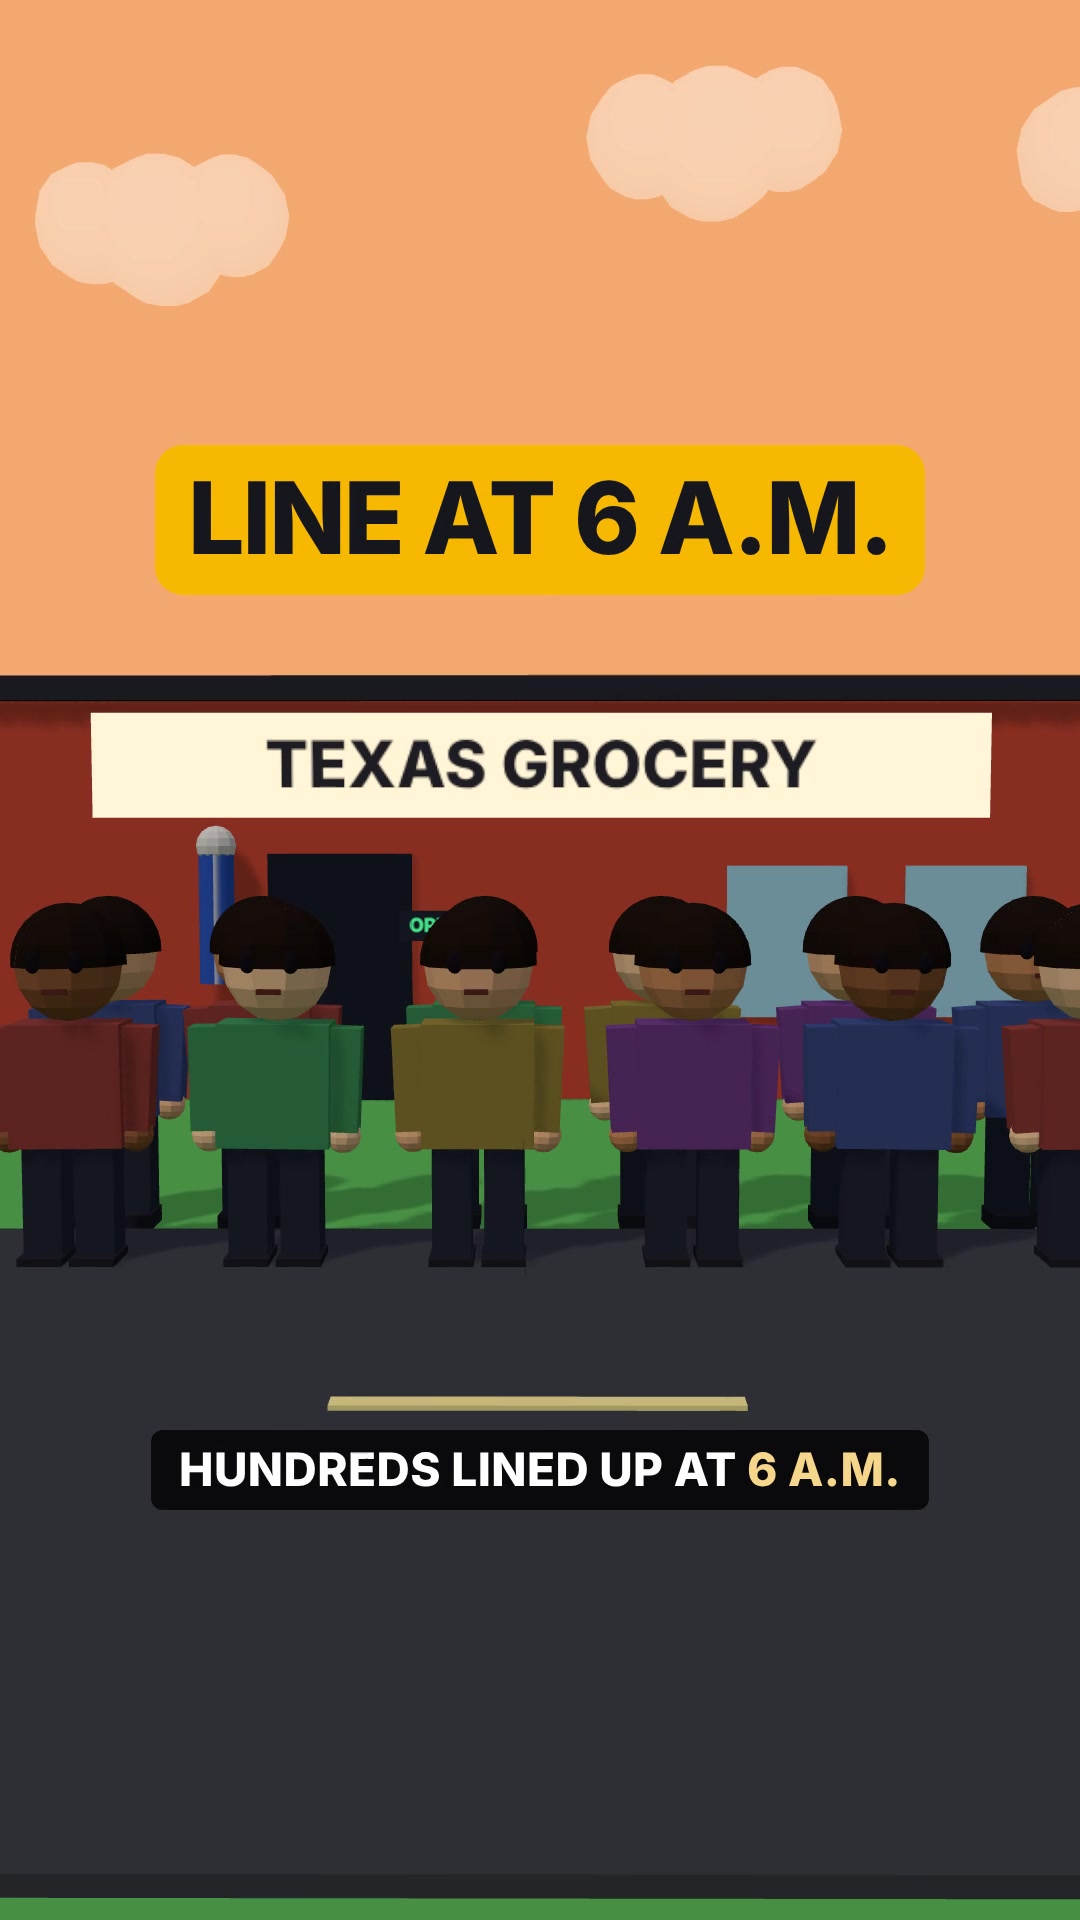 LINE AT 6 A.M.
TEXAS GROCERY
HUNDREDS LINED UP AT 6 A.M.